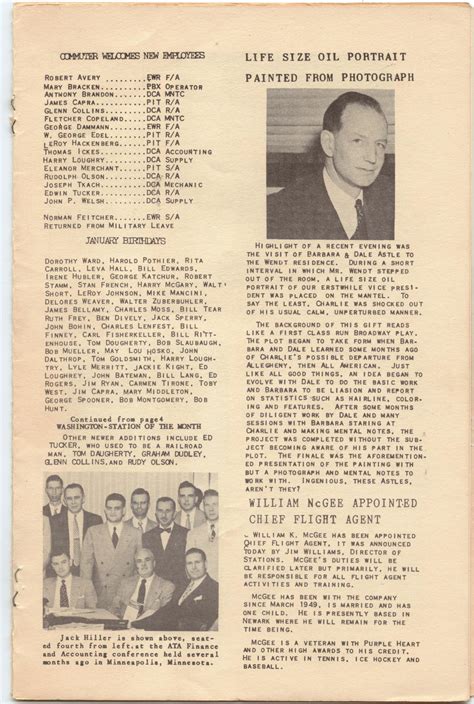 COMMUTER WELCOMES NEW EMPLOYEES
ROBERT AVERY........EWR F/A
MARY BRACKEN........PBX OPERATOR
ANTHONY BRANDON.....DCA MNTC
JAMES CAPRA.........PIT R/A
GLENN COLLINS.......DCA R/A
FLETCHER COPELAND...DCA MNTC
GEORGE DAMMANN......EWR F/A
W. GEORGE EDEL......PIT R/A
LEROY HACKENBERG....PIT F/A
THOMAS ICKES........DCA ACCOUNTING
HARRY LOUGHRY.......DCA SUPPLY
ELEANOR MERCHANT....PIT S/A
RUDOLPH OLSON.......DCA R/A
JOSEPH TKACH........DCA MECHANIC
EDWIN TUCKER........DCA R/A
JOHN P. WELSH.......DCA SUPPLY
NORMAN FEITCHER.....EWR S/A
RETURNED FROM MILITARY LEAVE
JANUARY BIRTHDAYS
DOROTHY WARD, HAROLD POTHIER, RITA
CARROLL, LEVA HALL, BILL EDWARDS,
IRENE HUBLER, GEORGE KATCHUR, ROBERT
STAMM, STAN FRENCH, HARRY MCGARY, WALT
SHORT, LEROY JOHNSON, MIKE MANCINI,
DELORES WEAVER, WALTER ZUBERBUHLER,
JAMES BELLAMY, CHARLES MOSS, BILL TEAR
RUTH FREY, BEN DIVELY, JACK SPERRY,
JOHN BOHIN, CHARLES LENFEST, BILL
FINNEY, CARL FISHERKELLER, BILL RITT-
ENHOUSE, TOM DOUGHERTY, BOB SLAUBAUGH,
BOB MUELLER, MAY LOU HOSKO, JOHN
DALTHROP, TOM GOLDSMITH, HARRY LOUGH-
TRY, LYLE MERRITT, JACKIE KIGHT, ED
LOUGHREY, JOHN BATEMAN, BILL LANG, ED
ROGERS, JIM RYAN, CARMEN TIRONE, TOBY
WEST, JIM CAPRA, MARY MIDDLETON,
GEORGE SPOONER, BOB MONTGOMERY, BOB
HUNT.
Continued from page4
WASHINGTON-STATION OF THE MONTH
OTHER NEWER ADDITIONS INCLUDE ED
TUCKER, WHO USED TO BE A RAILROAD
MAN, TOM DAUGHERTY, GRAHAM DUDLEY,
GLENN COLLINS, AND RUDY OLSON.
Jack Hiller is shown above, seat-
ed fourth from left, at the ATA Finance
and Accounting conference held several
months ago in Minneapolis, Minnesota.
LIFE SIZE OIL PORTRAIT
PAINTED FROM PHOTOGRAPH
HIGHLIGHT OF A RECENT EVENING WAS
THE VISIT OF BARBARA & DALE ASTLE TO
THE WENDT RESIDENCE. DURING A SHORT
INTERVAL IN WHICH MR. WENDT STEPPED
OUT OF THE ROOM, A LIFE SIZE OIL
PORTRAIT OF OUR ERSTWHILE VICE PRESI-
DENT WAS PLACED ON THE MANTEL. TO
SAY THE LEAST, CHARLIE WAS SHOCKED OUT
OF HIS USUAL CALM, UNPERTURBED MANNER.
THE BACKGROUND OF THIS GIFT READS
LIKE A FIRST CLASS RUN BROADWAY PLAY.
THE PLOT BEGAN TO TAKE FORM WHEN BAR-
BARA AND DALE LEARNED SOME MONTHS AGO
OF CHARLIE'S POSSIBLE DEPARTURE FROM
ALLEGHENY, THEN ALL AMERICAN. JUST
LIKE ALL GOOD THINGS, AN IDEA BEGAN TO
EVOLVE WITH DALE TO DO THE BASIC WORK
AND BARBARA TO BE LIASION AND REPORT
ON STATISTICS SUCH AS HAIRLINE, COLOR-
ING AND FEATURES. AFTER SOME MONTHS OF
DILIGENT WORK BY DALE AND MANY
SESSIONS WITH BARBARA STARING AT
CHARLIE AND MAKING MENTAL NOTES, THE
PROJECT WAS COMPLETED WITHOUT THE SUB-
JECT BECOMING AWARE OF HIS PART IN THE
PLOT. THE FINALE WAS THE AFOREMENTION-
ED PRESENTATION OF THE PAINTING WITH
BUT A PHOTOGRAPH AND MENTAL NOTES TO
WORK WITH. INGENIOUS, THESE ASTLES,
AREN'T THEY?
WILLIAM McGEE APPOINTED
CHIEF FLIGHT AGENT
WILLIAM K. MCGEE HAS BEEN APPOINTED
CHIEF FLIGHT AGENT, IT WAS ANNOUNCED
TODAY BY JIM WILLIAMS, DIRECTOR OF
STATIONS. MCGEE'S DUTIES WILL BE
CLARIFIED LATER BUT PRIMARILY, HE WILL
BE RESPONSIBLE FOR ALL FLIGHT AGENT
ACTIVITIES AND TRAINING.
MCGEE HAS BEEN WITH THE COMPANY
SINCE MARCH 1949, IS MARRIED AND HAS
ONE CHILD. HE IS PRESENTLY BASED IN
NEWARK WHERE HE WILL REMAIN FOR THE
TIME BEING.
MCGEE IS A VETERAN WITH PURPLE HEART
AND OTHER HIGH AWARDS TO HIS CREDIT.
HE IS ACTIVE IN TENNIS, ICE HOCKEY AND
BASEBALL.